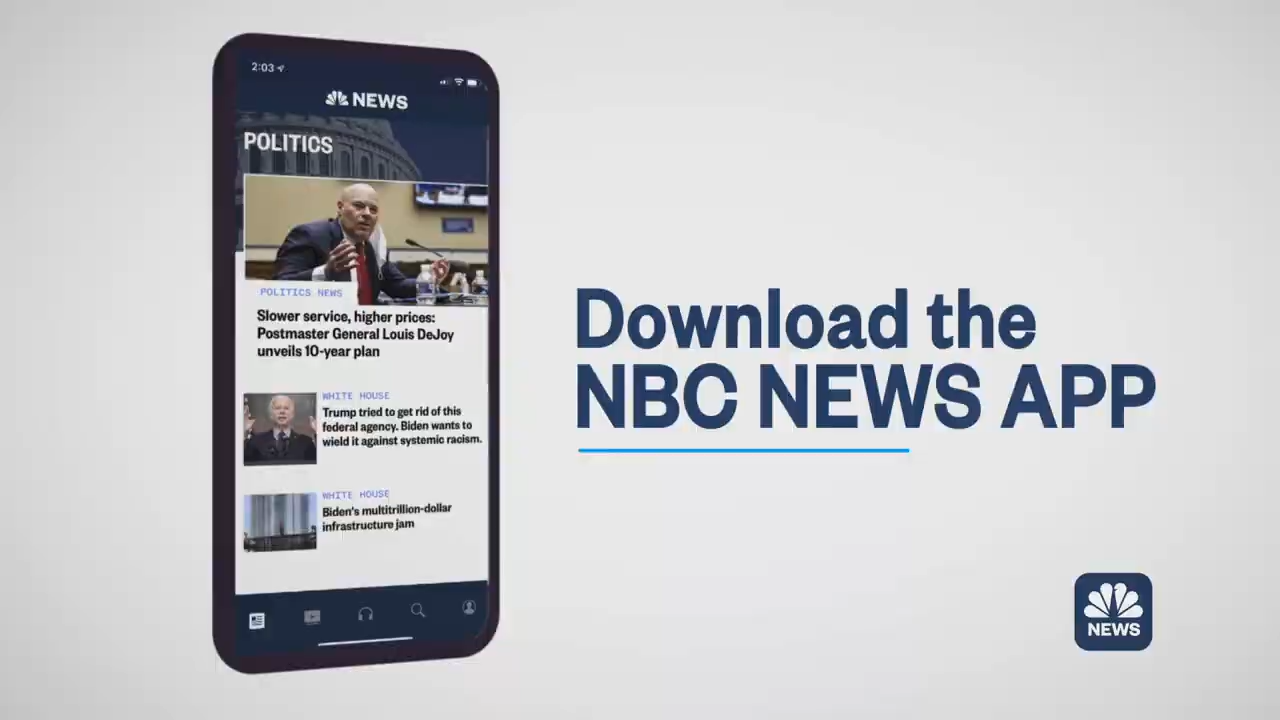 2:03
NEWS
POLITICS
POLITICS NEWS
Slower service, higher prices:
Postmaster General Louis DeJoy
unveils 10-year plan
WHITE HOUSE
Trump tried to get rid of this
federal agency. Biden wants to
wield it against systemic racism.
WHITE HOUSE
Biden's multitrillion-dollar
infrastructure jam
Download the
NBC NEWS APP
NEWS